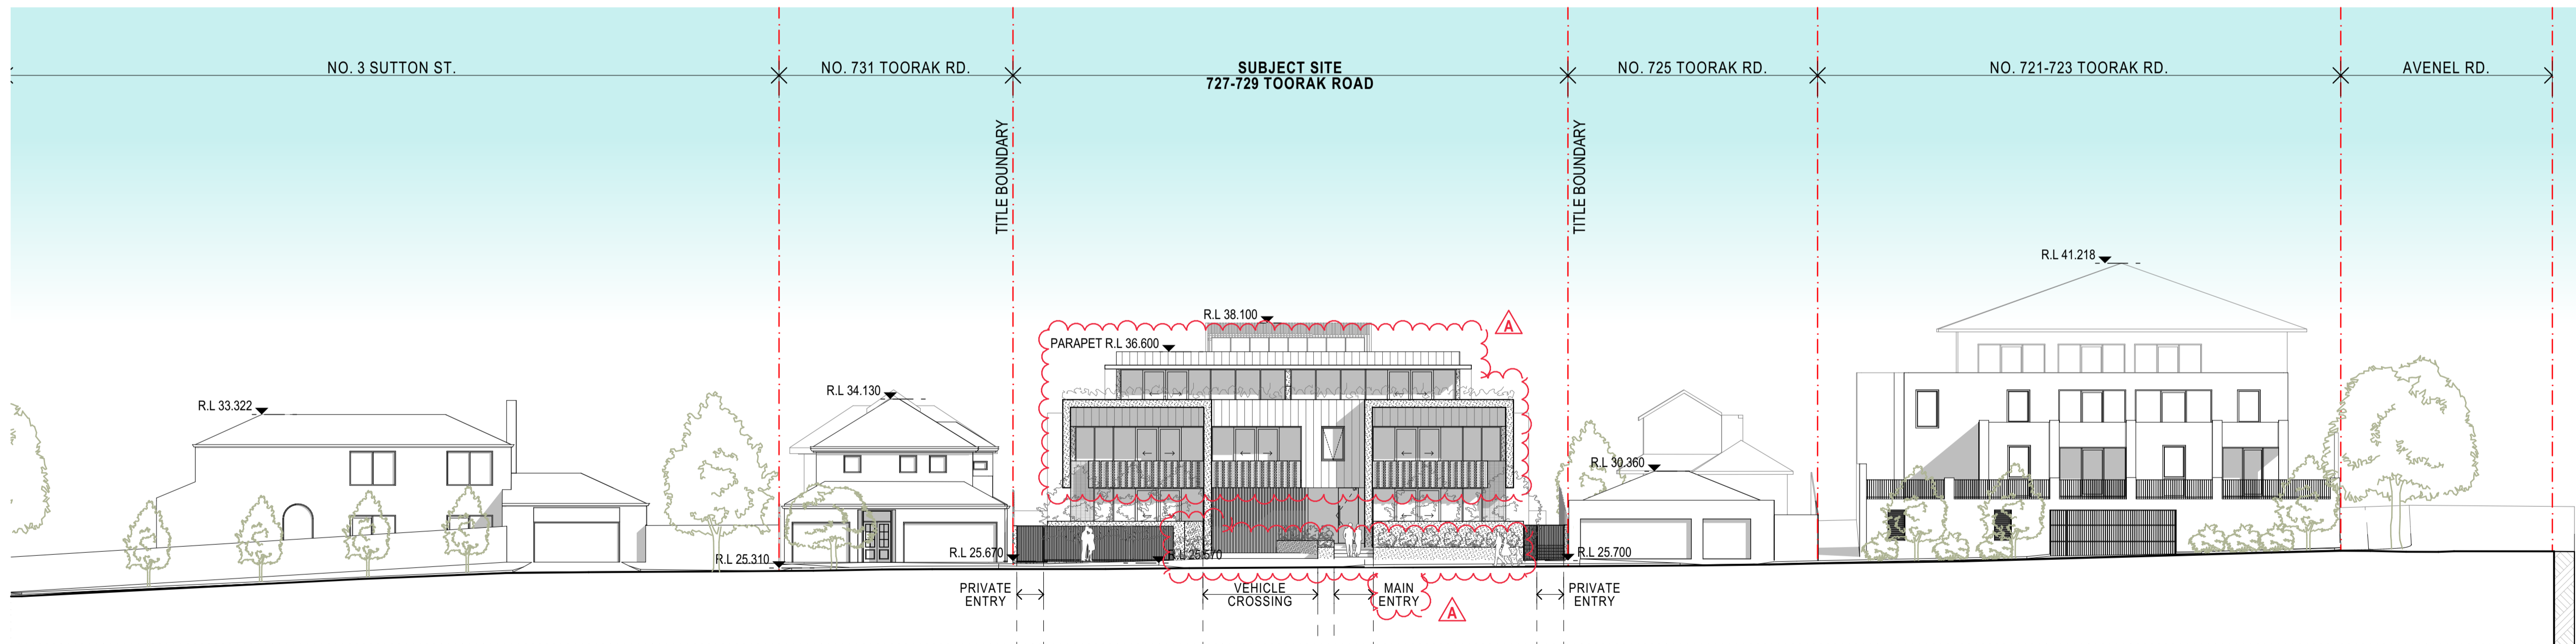 NO. 3 SUTTON ST.
NO. 731 TOORAK RD.
SUBJECT SITE
727-729 TOORAK ROAD
NO. 725 TOORAK RD.
NO. 721-723 TOORAK RD.
AVENEL RD.
TITLE BOUNDARY
TITLE BOUNDARY
R.L 41.218
R.L 38.100
A
PARAPET R.L 36.600
R.L 34.130
R.L 33.322
R.L 30.360
R.L 25.310
R.L 25.670
R.L 25.570
R.L 25.700
PRIVATE
ENTRY
VEHICLE
CROSSING
MAIN
ENTRY
PRIVATE
ENTRY
A